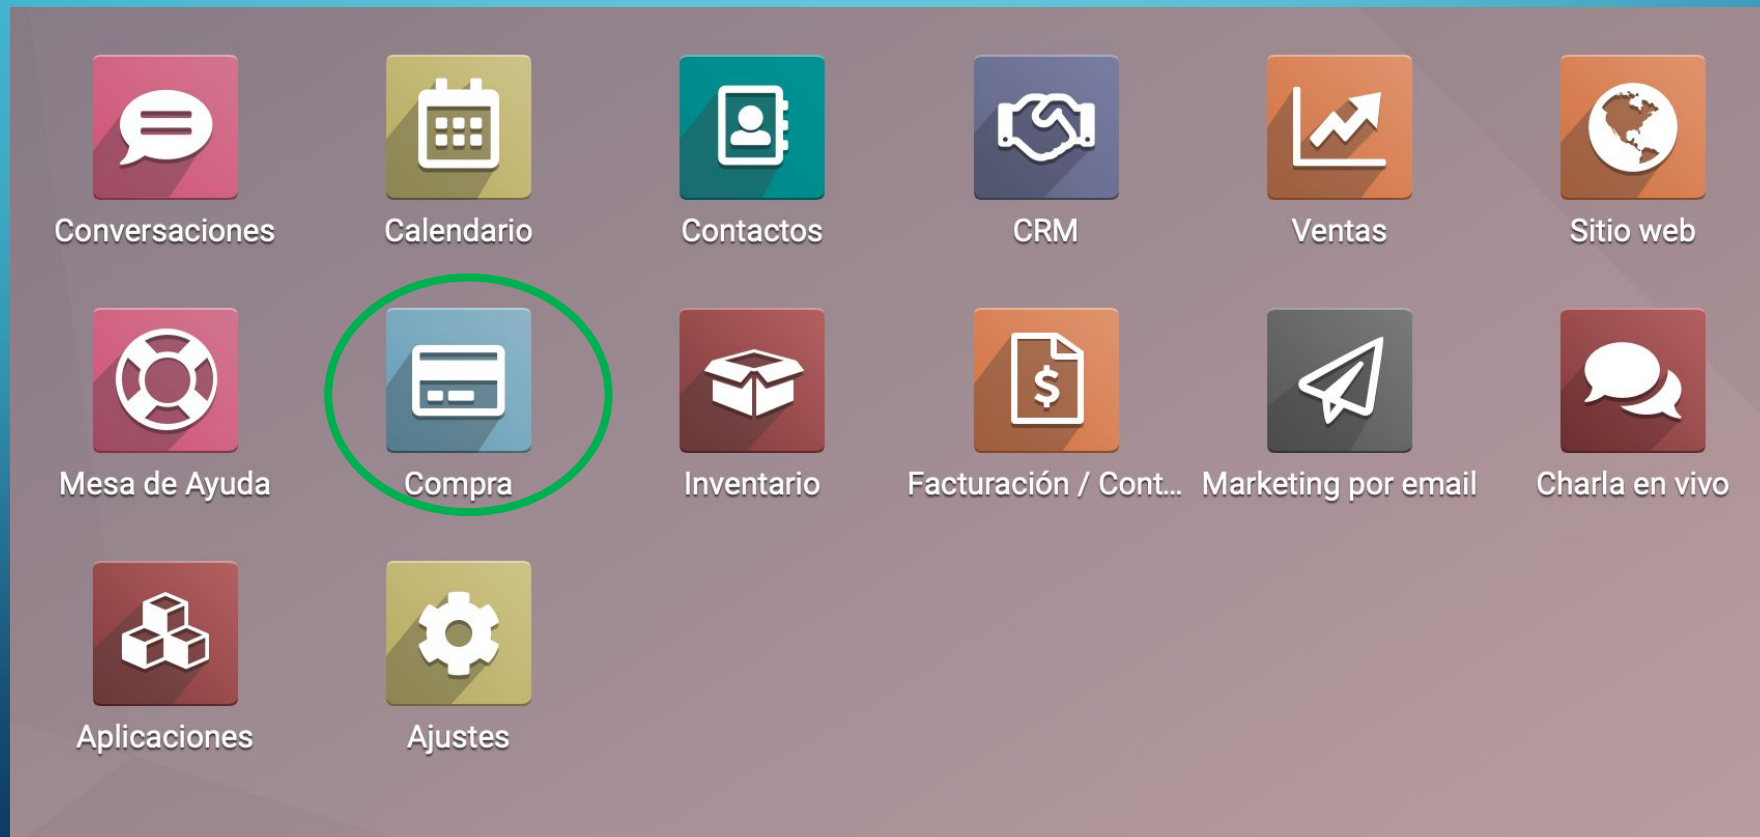 Conversaciones
Calendario
Contactos
CRM
Ventas
Sitio web
Mesa de Ayuda
Compra
Inventario
Facturación / Cont...
Marketing por email
Charla en vivo
Aplicaciones
Ajustes